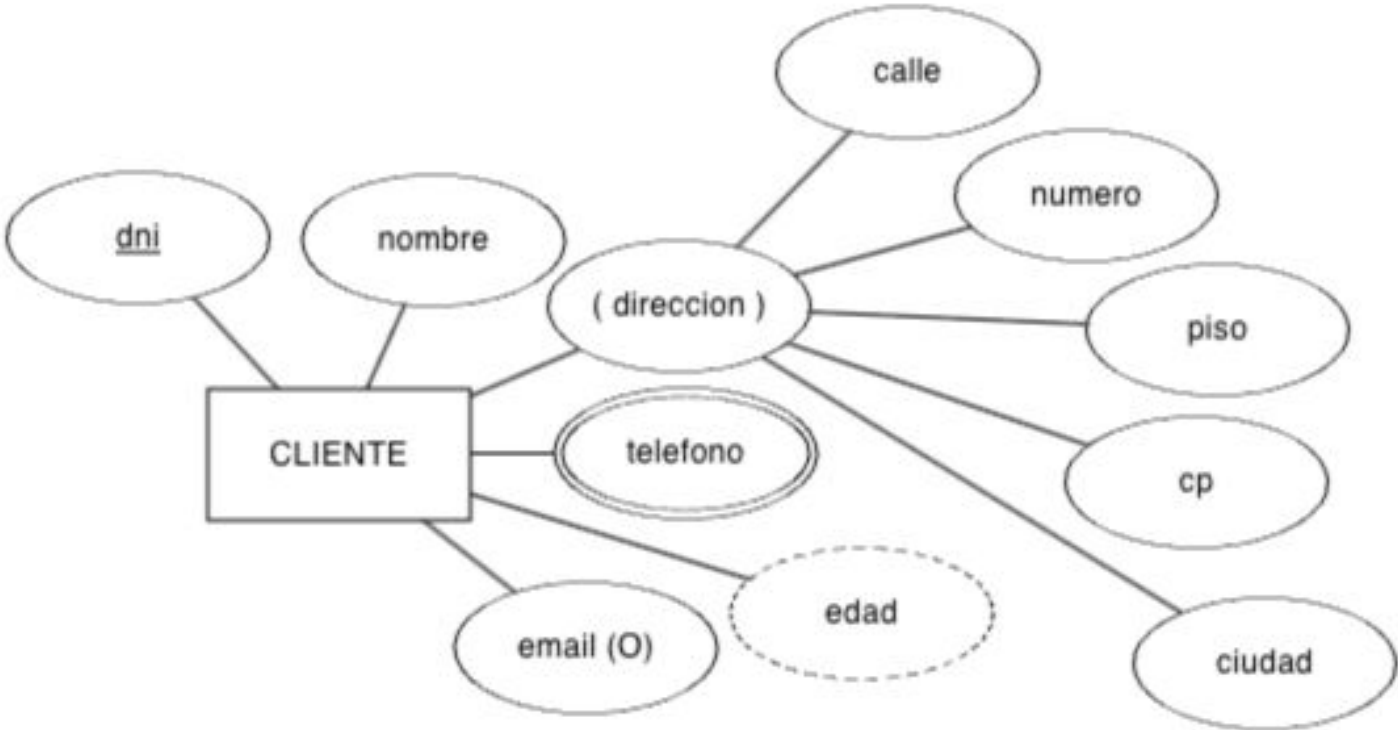 calle
numero
dni
nombre
( direccion )
piso
CLIENTE
telefono
cp
edad
email (O)
ciudad